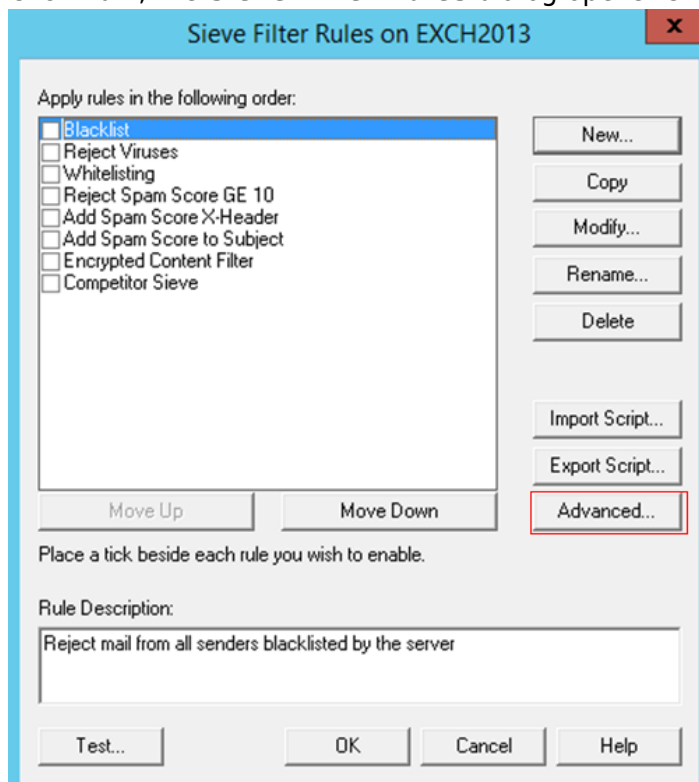 Sieve Filter Rules on EXCH2013
x
Apply rules in the following order:
Blacklist
Reject Viruses
Whitelisting
Reject Spam Score GE 10
Add Spam Score X-Header
Add Spam Score to Subject
Encrypted Content Filter
Competitor Sieve
New...
Copy
Modify...
Rename...
Delete
Import Script...
Export Script...
Advanced...
Move Up
Move Down
Place a tick beside each rule you wish to enable.
Rule Description:
Reject mail from all senders blacklisted by the server
Test...
OK
Cancel
Help